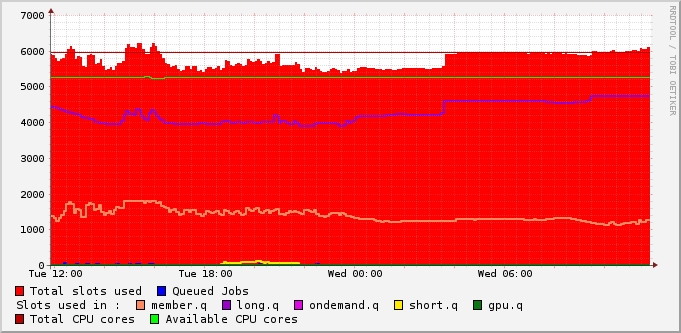 7000
6000
5000
4000
3000
2000
1000
0
Tue 12:00 Tue 18:00 Wed 00:00 Wed 06:00
Total slots used Queued Jobs
Slots used in : member.q long.q ondemand.q short.q gpu.q
Total CPU cores Available CPU cores
RRDTOOL / TOBI OETIKER